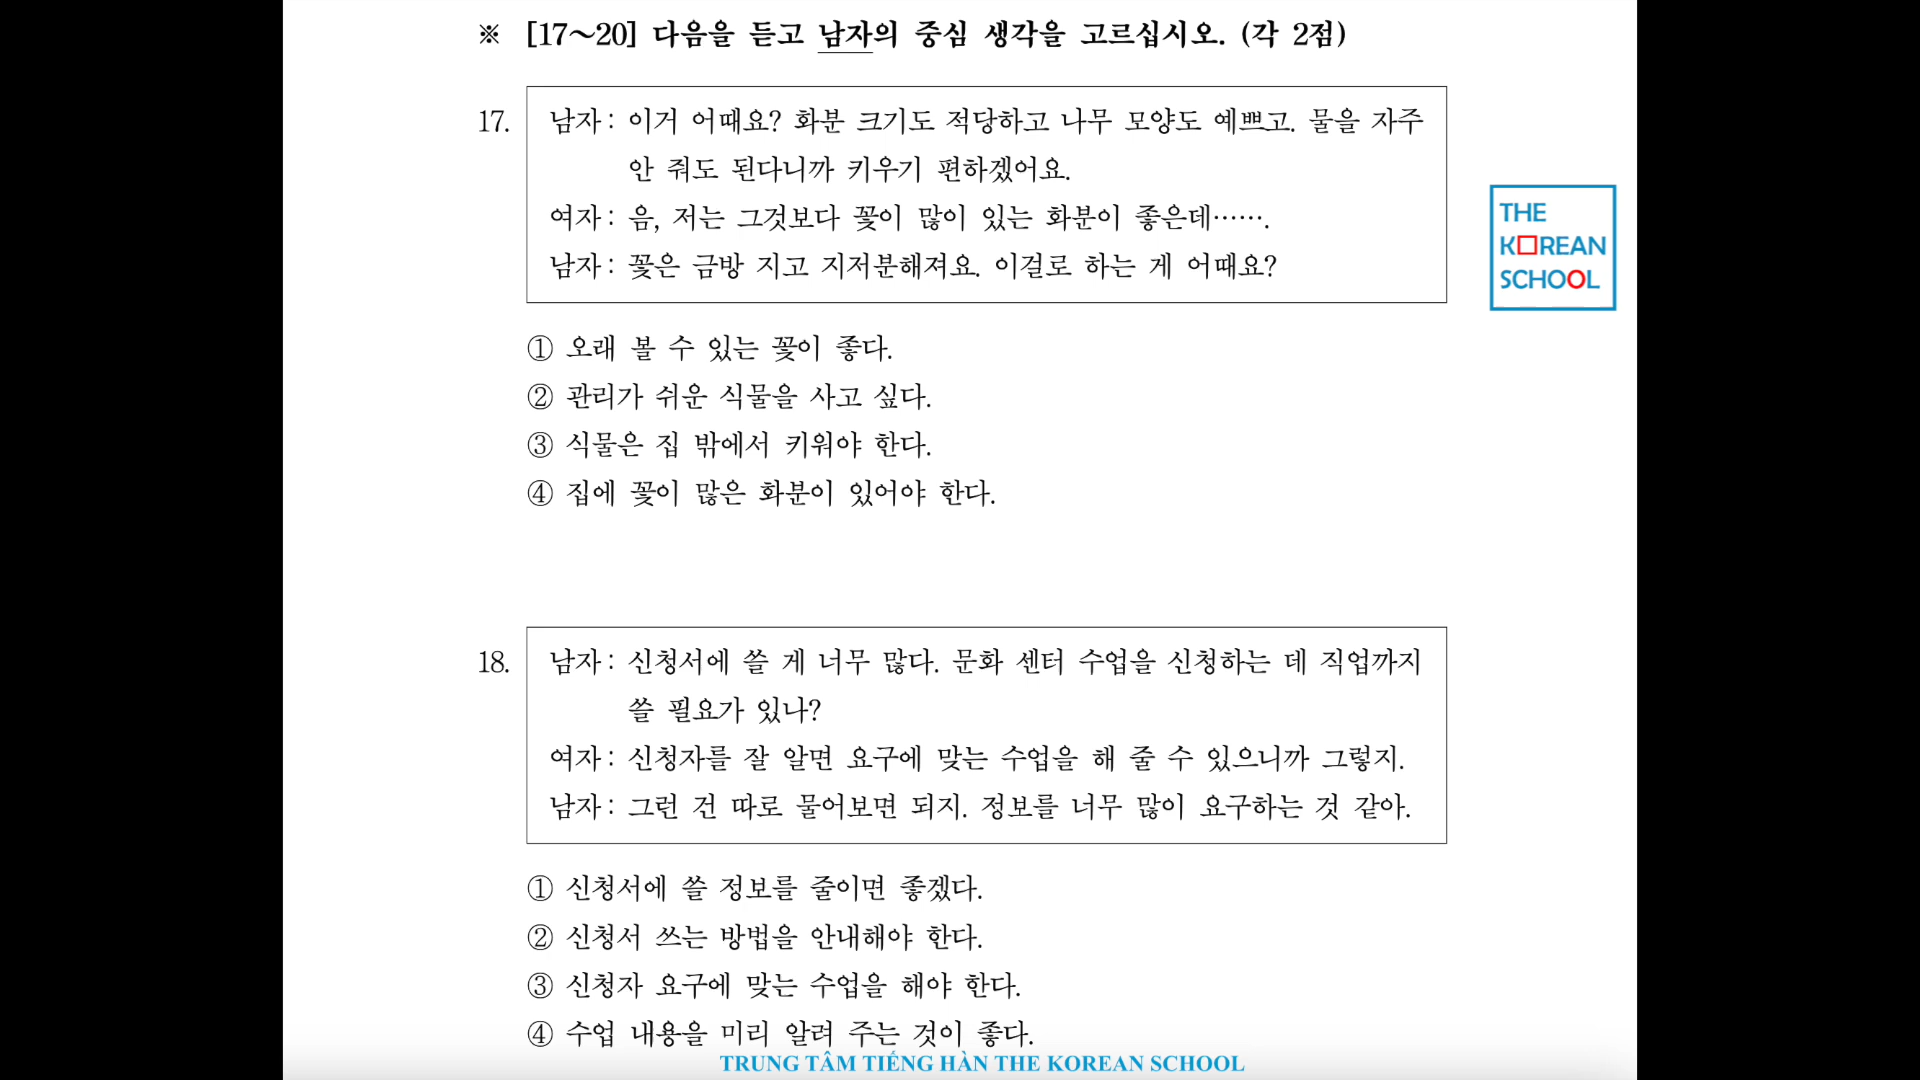 ※ [17～20] 다음을 듣고 남자의 중심 생각을 고르십시오. (각 2점)
17. 남자 : 이거 어때요? 화분 크기도 적당하고 나무 모양도 예쁘고. 물을 자주
안 줘도 된다니까 키우기 편하겠어요.
여자 : 음, 저는 그것보다 꽃이 많이 있는 화분이 좋은데…….
남자 : 꽃은 금방 지고 지저분해져요. 이걸로 하는 게 어때요?
THE
KOREAN
SCHOOL
① 오래 볼 수 있는 꽃이 좋다.
② 관리가 쉬운 식물을 사고 싶다.
③ 식물은 집 밖에서 키워야 한다.
④ 집에 꽃이 많은 화분이 있어야 한다.
18. 남자 : 신청서에 쓸 게 너무 많다. 문화 센터 수업을 신청하는 데 직업까지
쓸 필요가 있나?
여자 : 신청자를 잘 알면 요구에 맞는 수업을 해 줄 수 있으니까 그렇지.
남자 : 그런 건 따로 물어보면 되지. 정보를 너무 많이 요구하는 것 같아.
① 신청서에 쓸 정보를 줄이면 좋겠다.
② 신청서 쓰는 방법을 안내해야 한다.
③ 신청자 요구에 맞는 수업을 해야 한다.
④ 수업 내용을 미리 알려 주는 것이 좋다.
TRUNG TÂM TIẾNG HÀN THE KOREAN SCHOOL